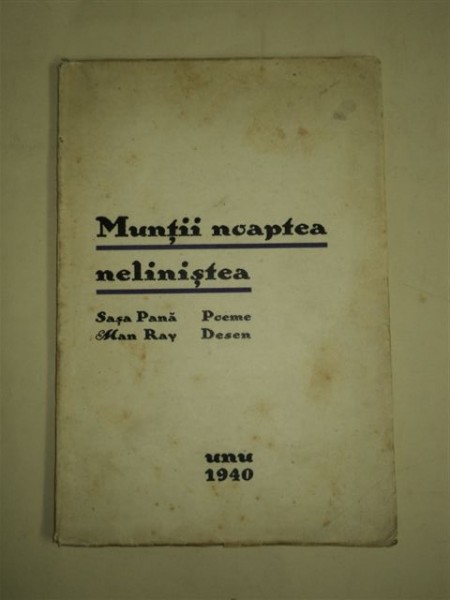 Munții noaptea
neliniștea
Sașa Pană Poeme
Man Ray Desen
unu
1940